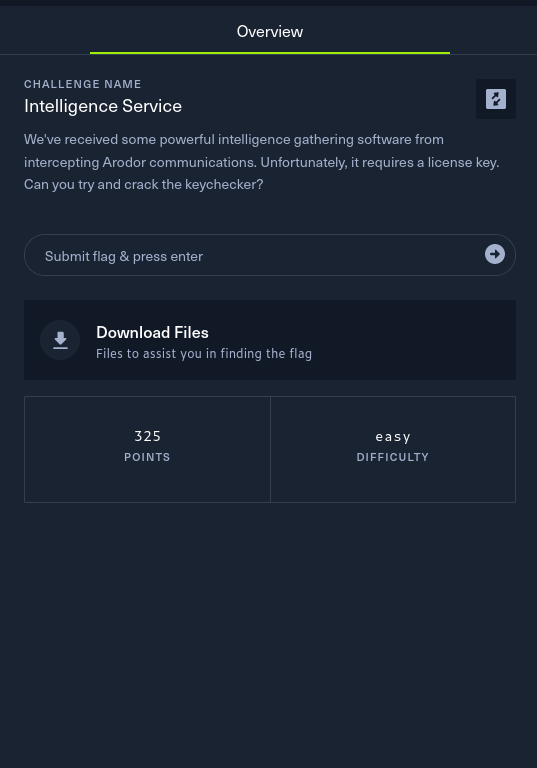 Overview
CHALLENGE NAME
Intelligence Service
We've received some powerful intelligence gathering software from
intercepting Arodor communications. Unfortunately, it requires a license key.
Can you try and crack the keychecker?
Submit flag & press enter
Download Files
Files to assist you in finding the flag
325
POINTS
easy
DIFFICULTY